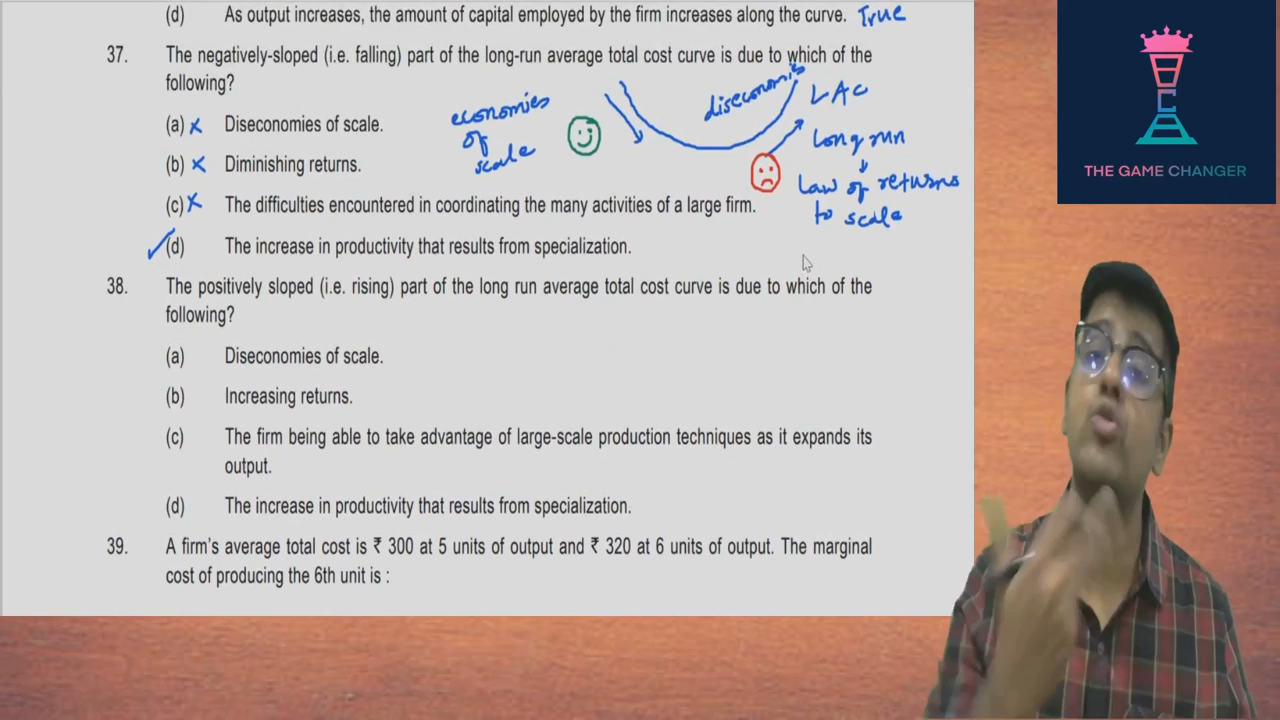 (d) As output increases, the amount of capital employed by the firm increases along the curve. True
37. The negatively-sloped (i.e. falling) part of the long-run average total cost curve is due to which of the
following?
economies
of
scale
diseconomis
LAC
long run
law of returns
to scale
(a) x Diseconomies of scale.
(b) x Diminishing returns.
(c) x The difficulties encountered in coordinating the many activities of a large firm.
(d) The increase in productivity that results from specialization.
38. The positively sloped (i.e. rising) part of the long run average total cost curve is due to which of the
following?
(a) Diseconomies of scale.
(b) Increasing returns.
(c) The firm being able to take advantage of large-scale production techniques as it expands its
output.
(d) The increase in productivity that results from specialization.
39. A firm's average total cost is ₹ 300 at 5 units of output and ₹ 320 at 6 units of output. The marginal
cost of producing the 6th unit is :
THE GAME CHANGER